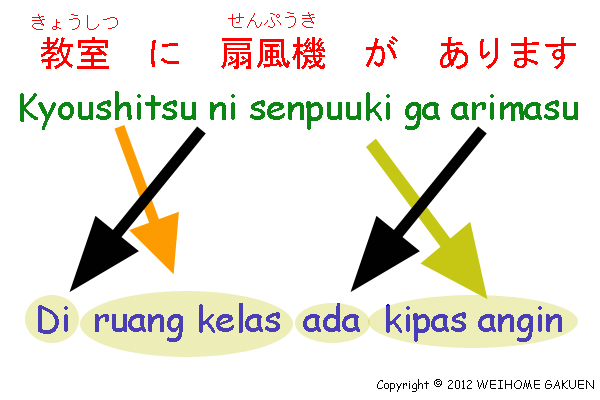 きょうしつ せんぷうき
教室 に 扇風機 が あります
Kyoushitsu ni senpuuki ga arimasu
Di ruang kelas ada kipas angin
Copyright © 2012 WEIHOME GAKUEN